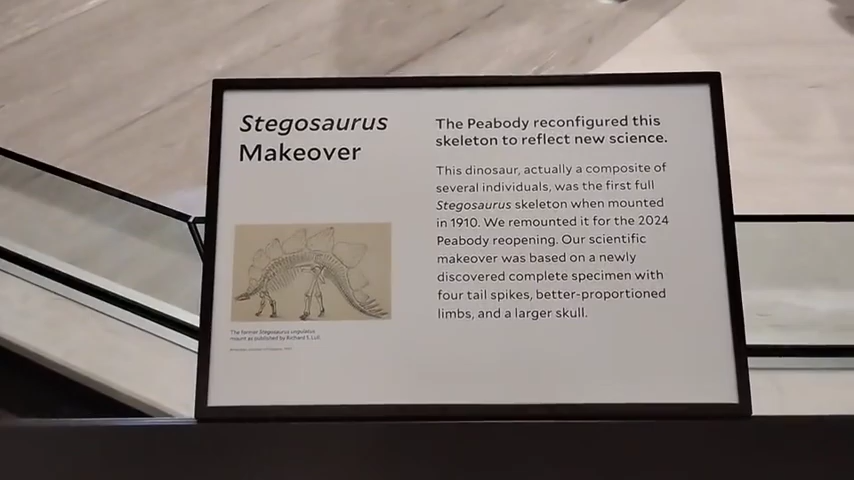 Stegosaurus
Makeover
The former Stegosaurus ungulatus
mount as published by Richard S. Lull.
The Peabody reconfigured this
skeleton to reflect new science.
This dinosaur, actually a composite of
several individuals, was the first full
Stegosaurus skeleton when mounted
in 1910. We remounted it for the 2024
Peabody reopening. Our scientific
makeover was based on a newly
discovered complete specimen with
four tail spikes, better-proportioned
limbs, and a larger skull.